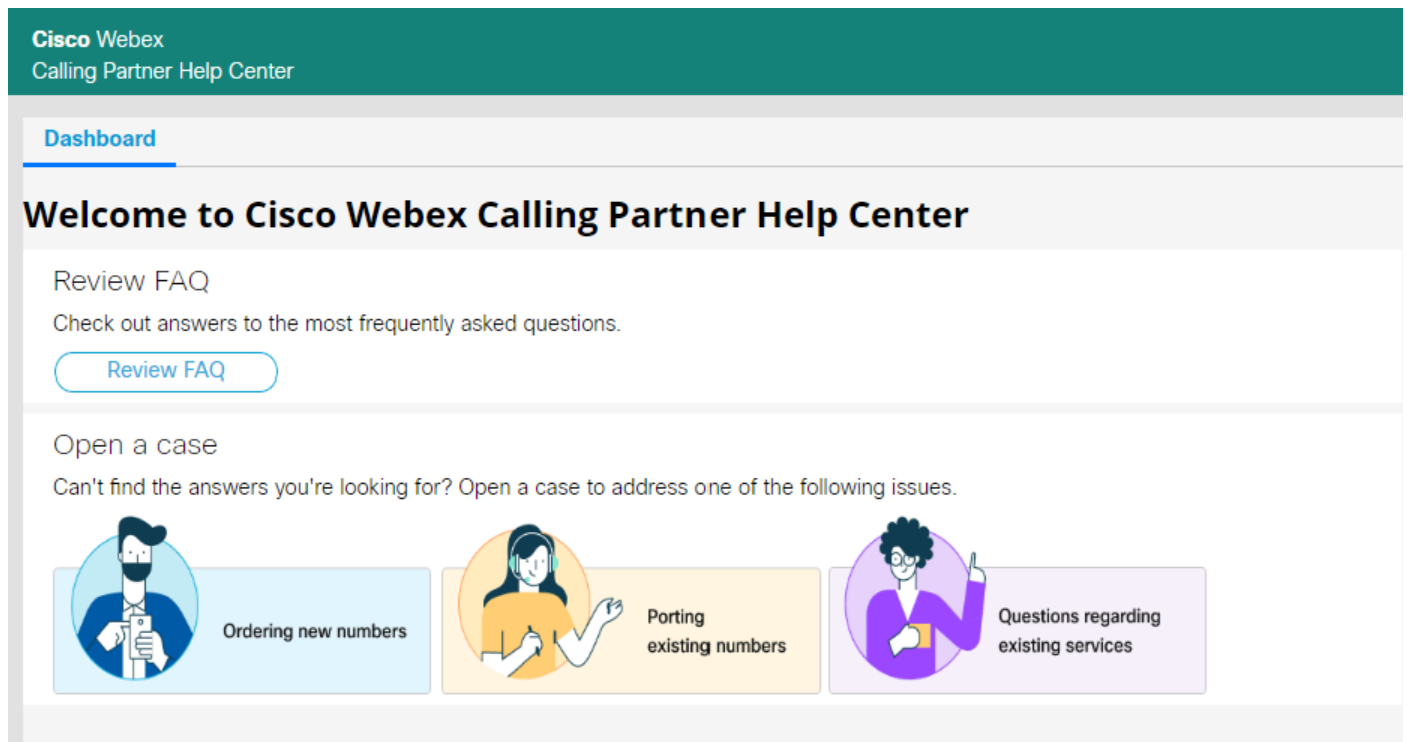 Cisco Webex
Calling Partner Help Center
Dashboard
Welcome to Cisco Webex Calling Partner Help Center
Review FAQ
Check out answers to the most frequently asked questions.
Review FAQ
Open a case
Can't find the answers you're looking for? Open a case to address one of the following issues.
Ordering new numbers
Porting
existing numbers
Questions regarding
existing services